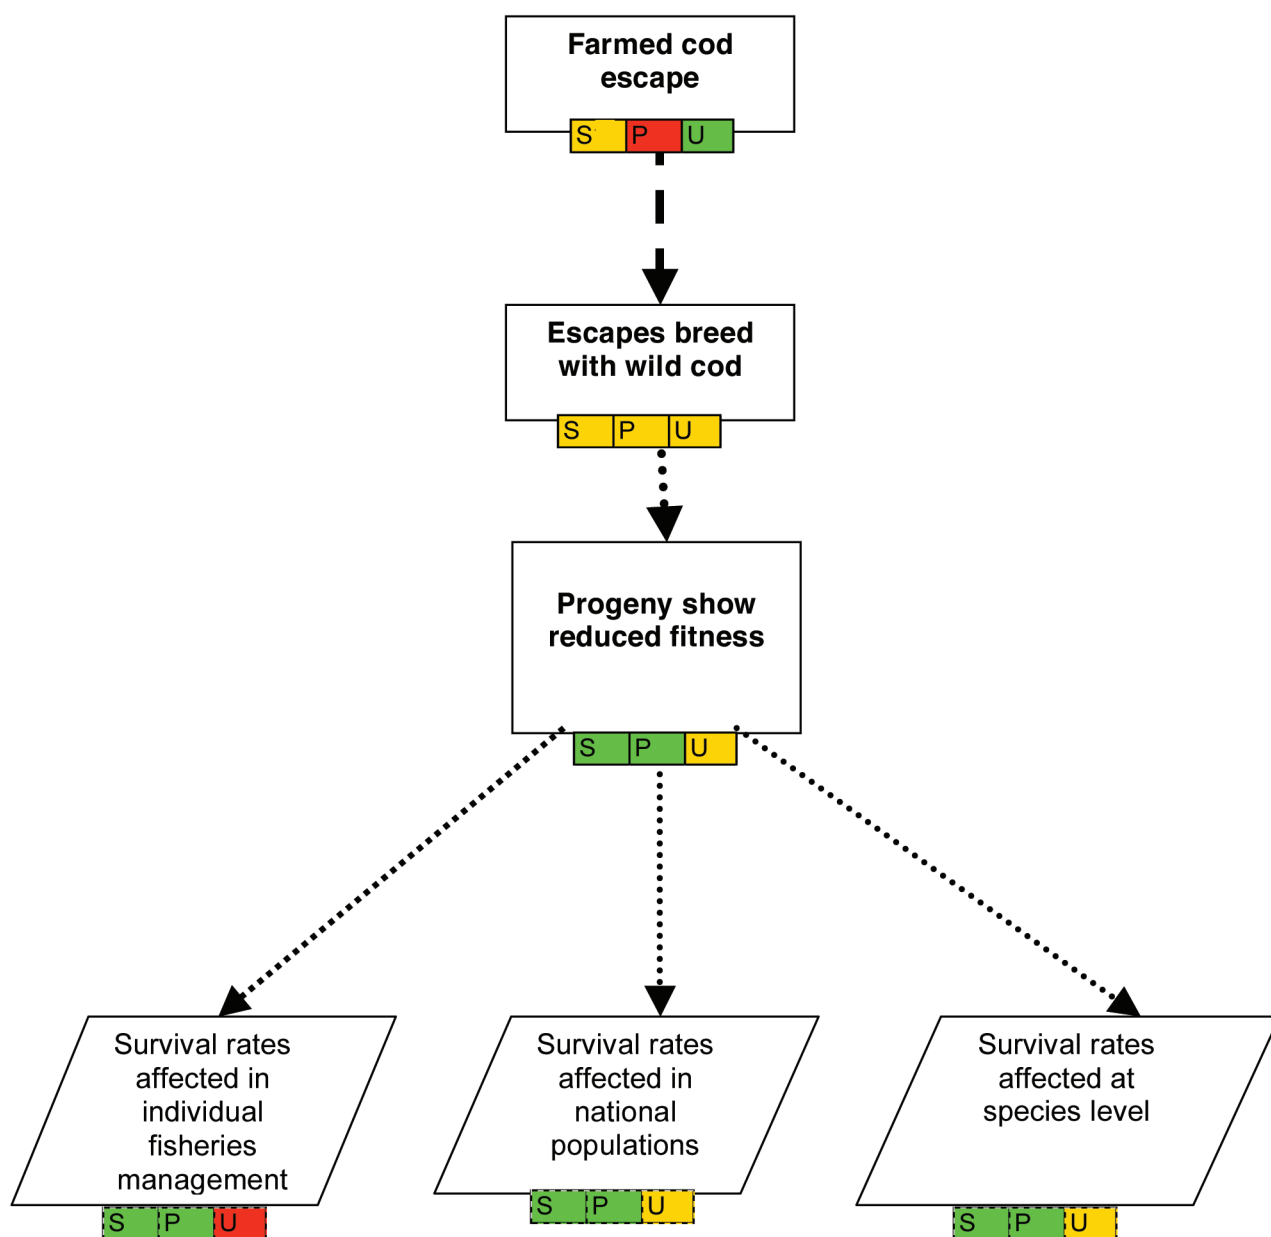 Farmed cod
escape
S P U
Escapes breed
with wild cod
S P U
Progeny show
reduced fitness
S P U
Survival rates
affected in
individual
fisheries
management
S P U
Survival rates
affected in
national
populations
S P U
Survival rates
affected at
species level
S P U